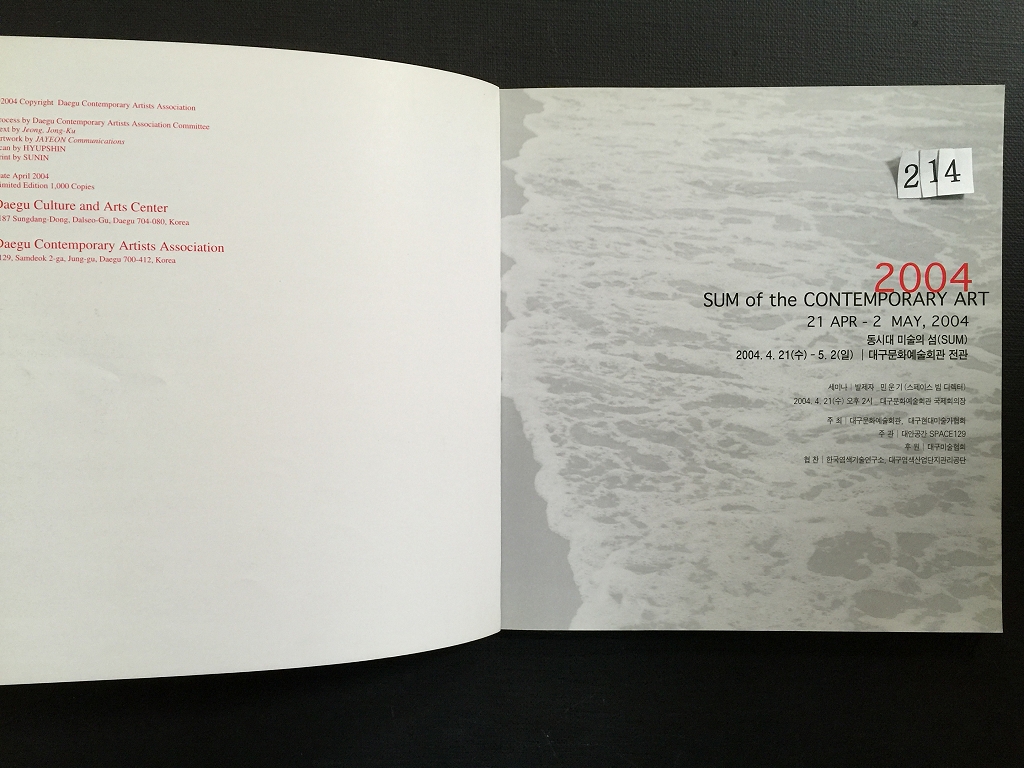 2004 Copyright Daegu Contemporary Artists Association
rocess by Daegu Contemporary Artists Association Committee
ext by Jeong, Jong-Ku
rtwork by JAYEON Communications
can by HYUPSHIN
rint by SUNIN
ate April 2004
imited Edition 1,000 Copies
Daegu Culture and Arts Center
187 Sungdang-Dong, Dalseo-Gu, Daegu 704-080, Korea
Daegu Contemporary Artists Association
129, Samdeok 2-ga, Jung-gu, Daegu 700-412, Korea
214
2004
SUM of the CONTEMPORARY ART
21 APR - 2 MAY, 2004
동시대 미술의 섬(SUM)
2004. 4. 21(수) - 5. 2(일) | 대구문화예술회관 전관
세미나 | 발제자_민운기(스페이스 빔 디렉터)
2004. 4. 21(수) 오후 2시_ 대구문화예술회관 국제회의장
주 최 | 대구문화예술회관, 대구현대미술가협회
주 관 | 대안공간 SPACE129
후 원 | 대구미술협회
협 찬 | 한국염색기술연구소, 대구염색산업단지관리공단